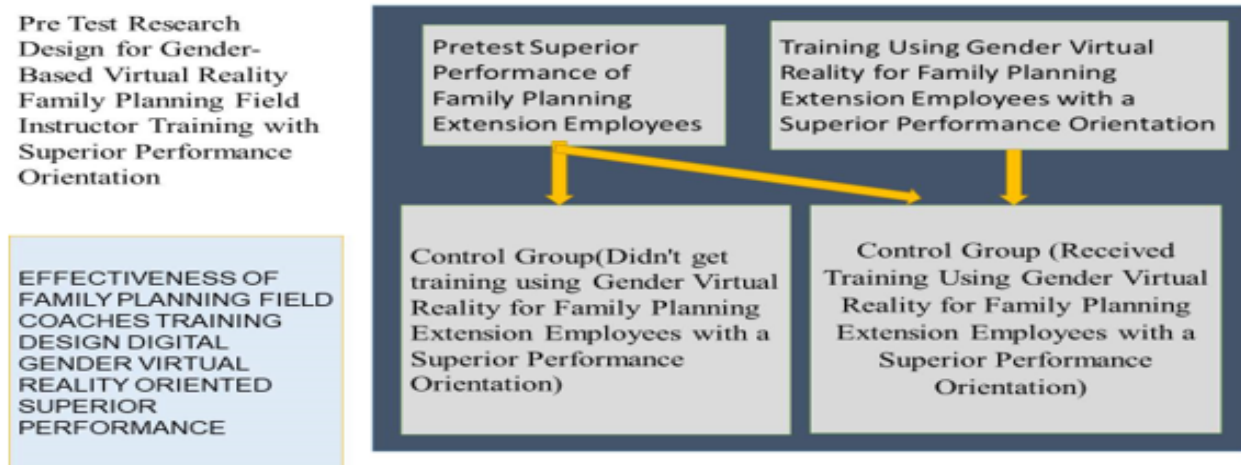 Pre Test Research
Design for Gender-
Based Virtual Reality
Family Planning Field
Instructor Training with
Superior Performance
Orientation
EFFECTIVENESS OF
FAMILY PLANNING FIELD
COACHES TRAINING
DESIGN DIGITAL
GENDER VIRTUAL
REALITY ORIENTED
SUPERIOR
PERFORMANCE
Pretest Superior
Performance of
Family Planning
Extension Employees
Training Using Gender Virtual
Reality for Family Planning
Extension Employees with a
Superior Performance Orientation
Control Group(Didn't get
training using Gender Virtual
Reality for Family Planning
Extension Employees with a
Superior Performance
Orientation)
Control Group (Received
Training Using Gender Virtual
Reality for Family Planning
Extension Employees with a
Superior Performance
Orientation)